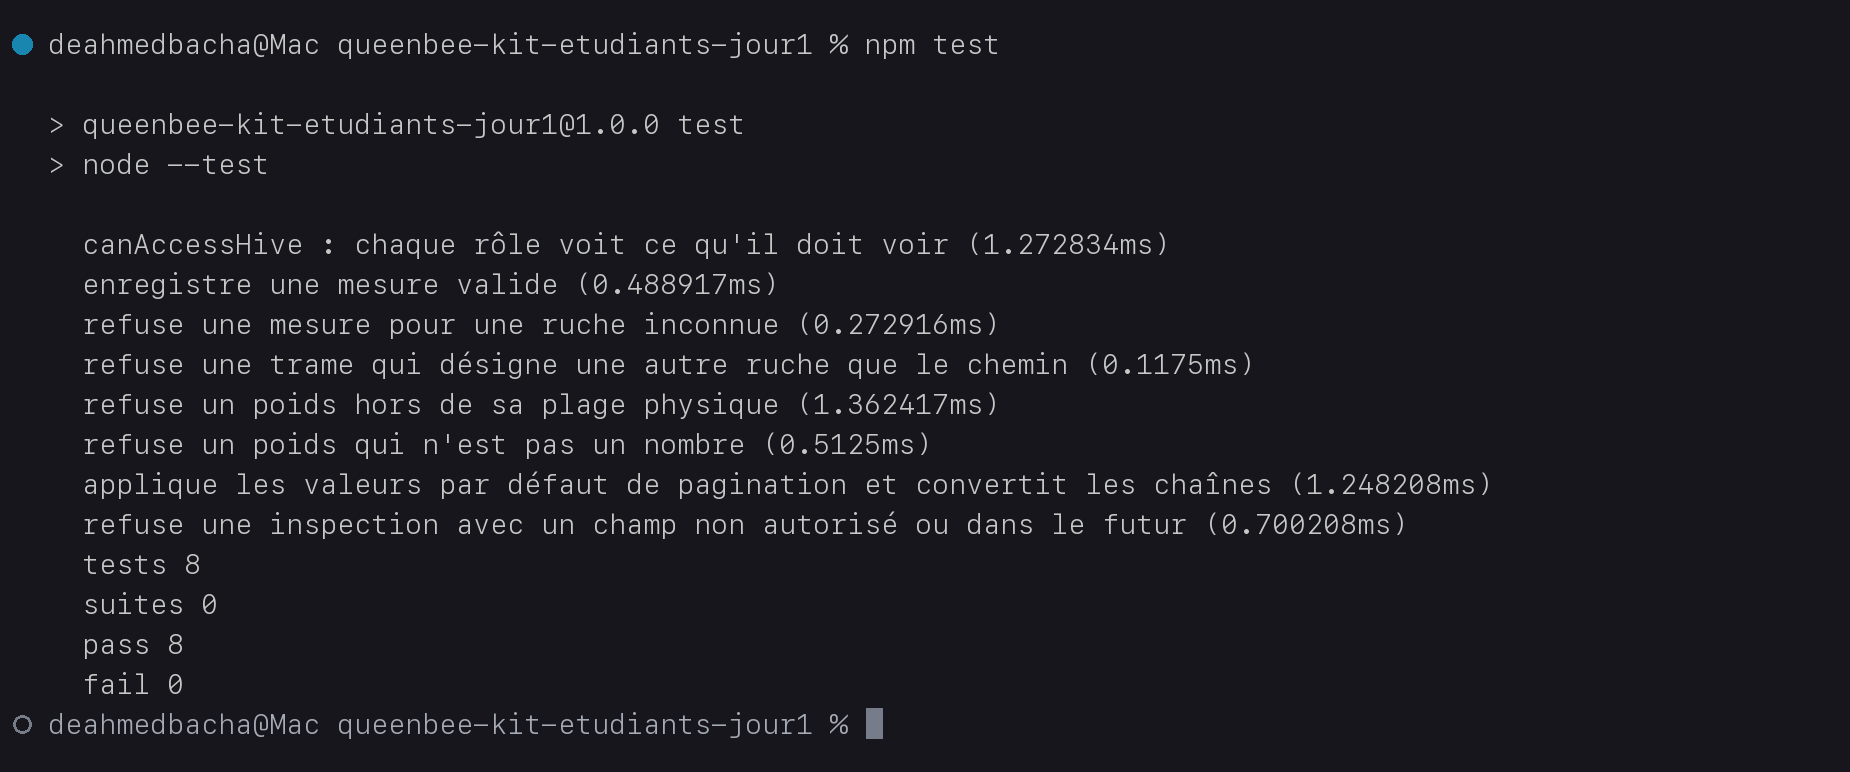 deahmedbacha@Mac queenbee-kit-etudiants-jour1 % npm test
> queenbee-kit-etudiants-jour1@1.0.0 test
> node --test
canAccessHive : chaque rôle voit ce qu'il doit voir (1.272834ms)
enregistre une mesure valide (0.488917ms)
refuse une mesure pour une ruche inconnue (0.272916ms)
refuse une trame qui désigne une autre ruche que le chemin (0.1175ms)
refuse un poids hors de sa plage physique (1.362417ms)
refuse un poids qui n'est pas un nombre (0.5125ms)
applique les valeurs par défaut de pagination et convertit les chaînes (1.248208ms)
refuse une inspection avec un champ non autorisé ou dans le futur (0.700208ms)
tests 8
suites 0
pass 8
fail 0
deahmedbacha@Mac queenbee-kit-etudiants-jour1 %